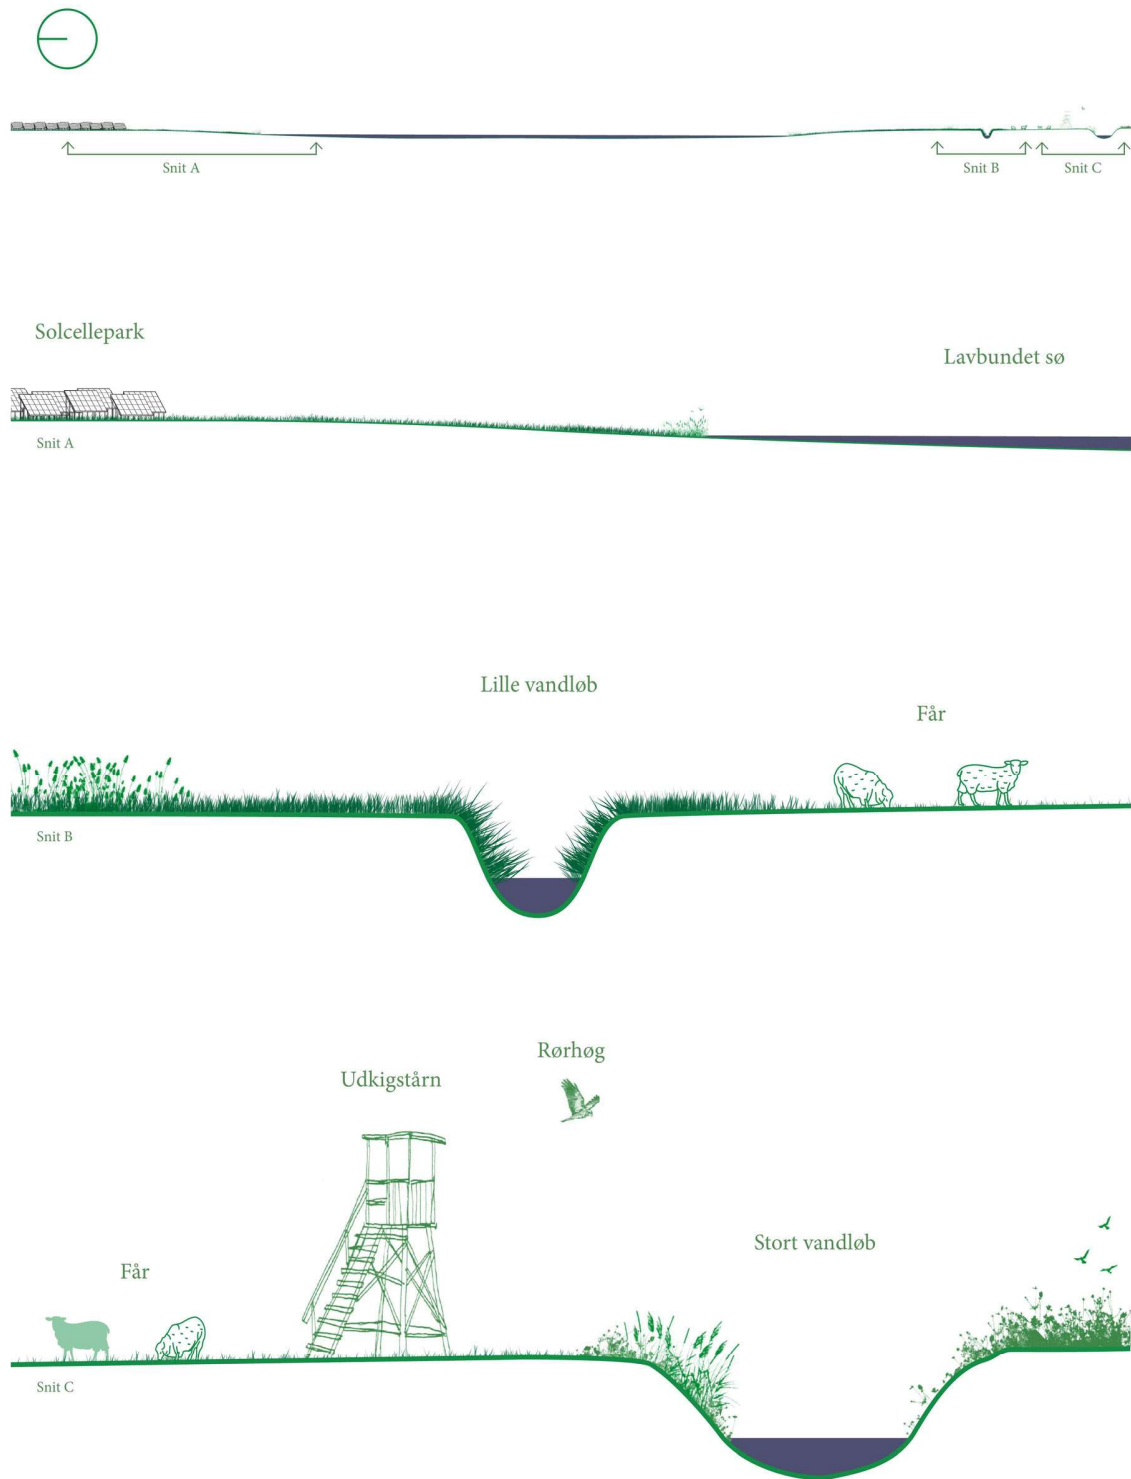 Snit A
Snit B
Snit C
Solcellepark
Lavbundet sø
Snit A
Lille vandløb
Får
Snit B
Rørhøg
Udkigstårn
Stort vandløb
Får
Snit C